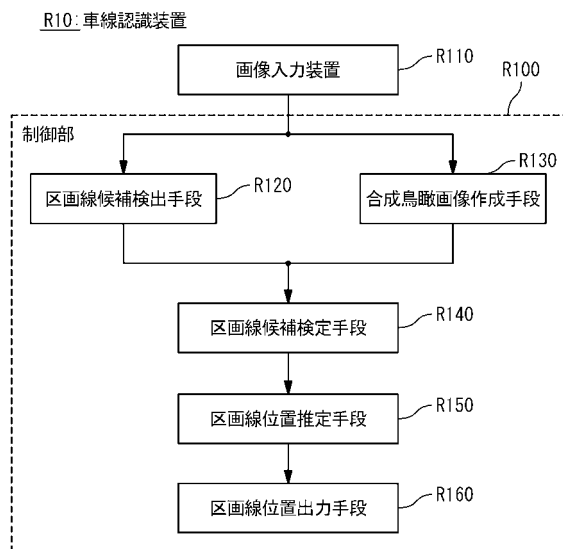 R10:車線認識装置
画像入力装置
R110
R100
制御部
区画線候補検出手段
R120
合成鳥瞰画像作成手段
R130
区画線候補検定手段
R140
区画線位置推定手段
R150
区画線位置出力手段
R160